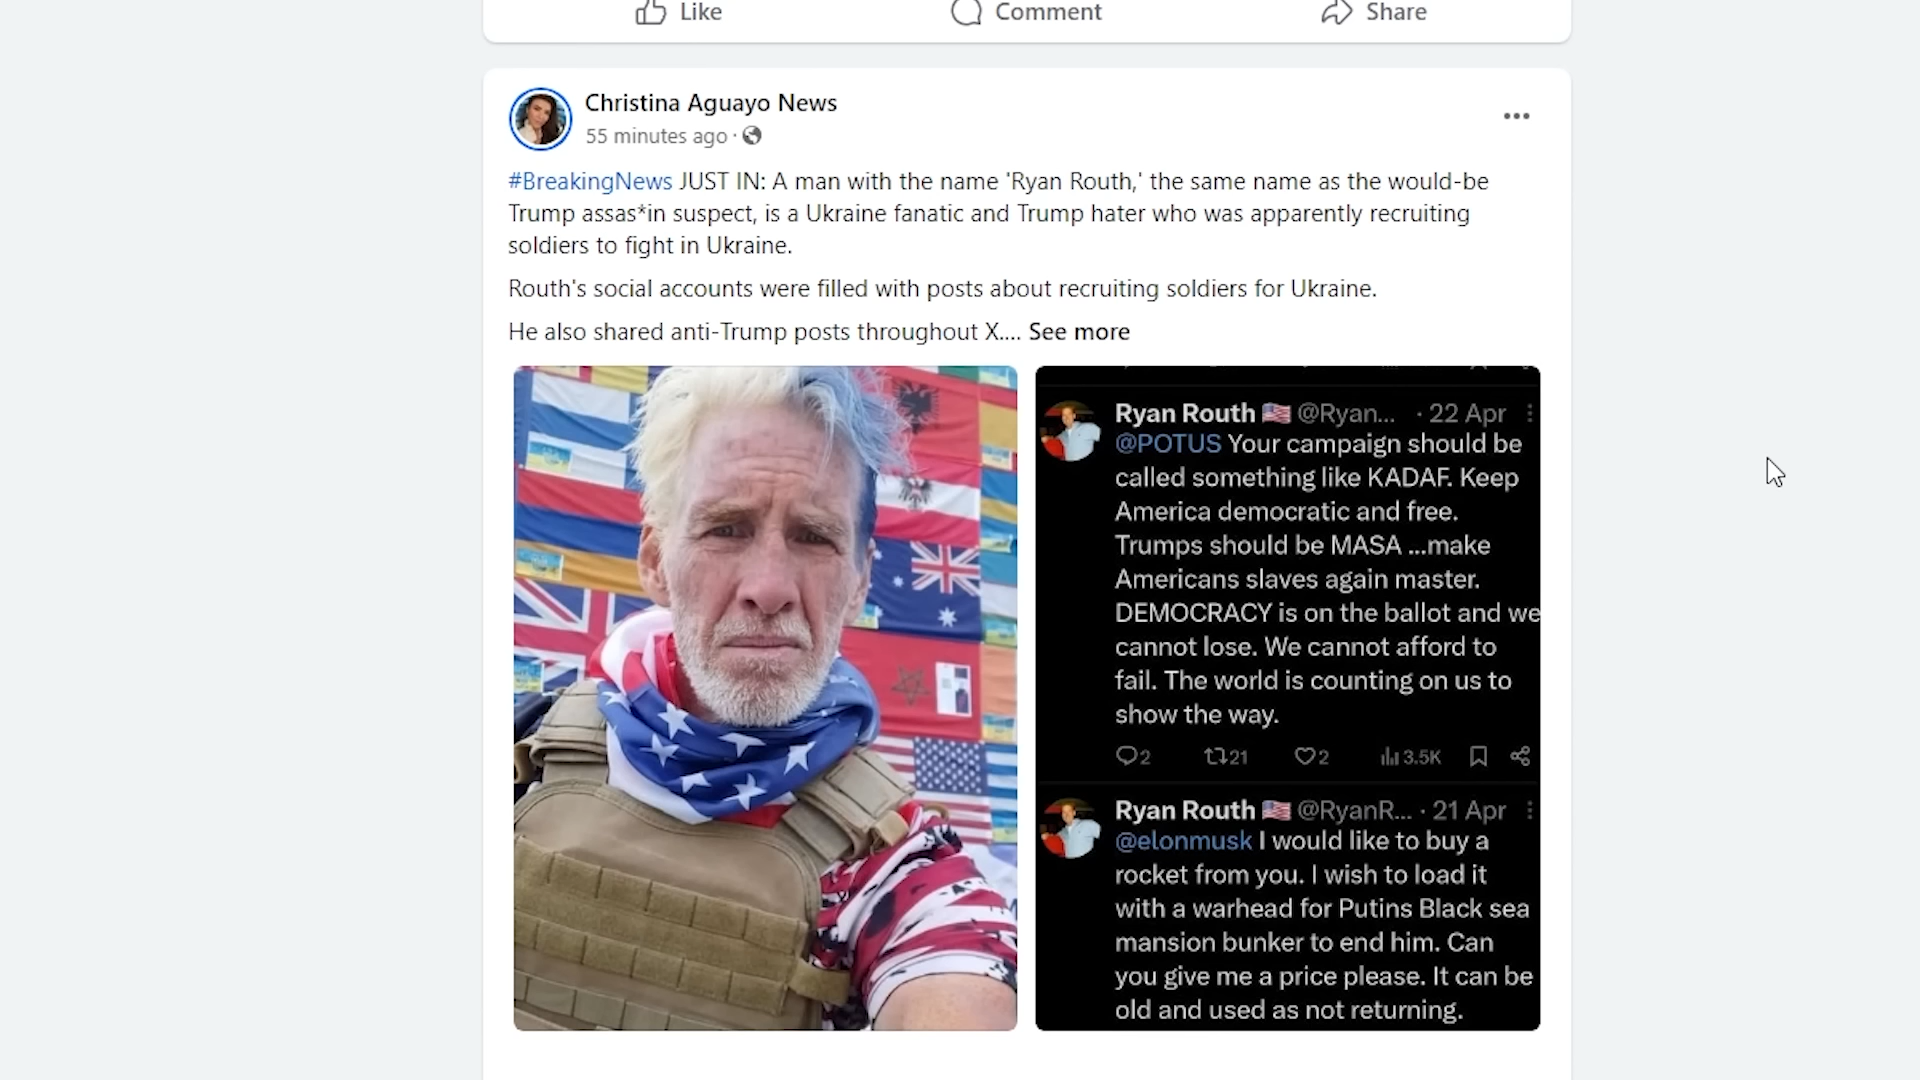 Like Comment Share
Christina Aguayo News
55 minutes ago ·
#BreakingNews JUST IN: A man with the name 'Ryan Routh,' the same name as the would-be
Trump assas*in suspect, is a Ukraine fanatic and Trump hater who was apparently recruiting
soldiers to fight in Ukraine.
Routh's social accounts were filled with posts about recruiting soldiers for Ukraine.
He also shared anti-Trump posts throughout X.... See more
Ryan Routh 🇺🇸 @Ryan... · 22 Apr
@POTUS Your campaign should be
called something like KADAF. Keep
America democratic and free.
Trumps should be MASA ...make
Americans slaves again master.
DEMOCRACY is on the ballot and we
cannot lose. We cannot afford to
fail. The world is counting on us to
show the way.
2 21 2 3.5K
Ryan Routh 🇺🇸 @RyanR... · 21 Apr
@elonmusk I would like to buy a
rocket from you. I wish to load it
with a warhead for Putins Black sea
mansion bunker to end him. Can
you give me a price please. It can be
old and used as not returning.